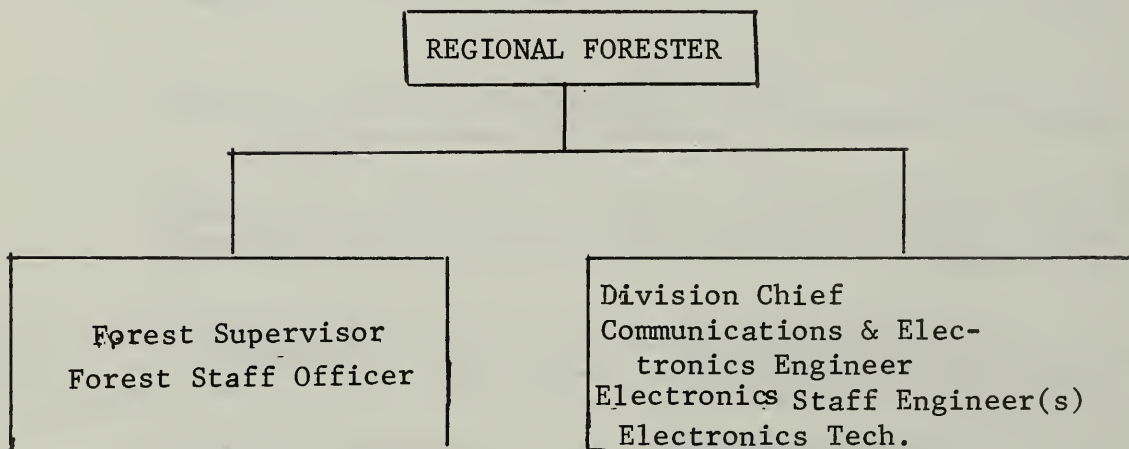 REGIONAL FORESTER
Forest Supervisor
Forest Staff Officer
Division Chief
Communications & Elec-
tronics Engineer
Electronics Staff Engineer(s)
Electronics Tech.